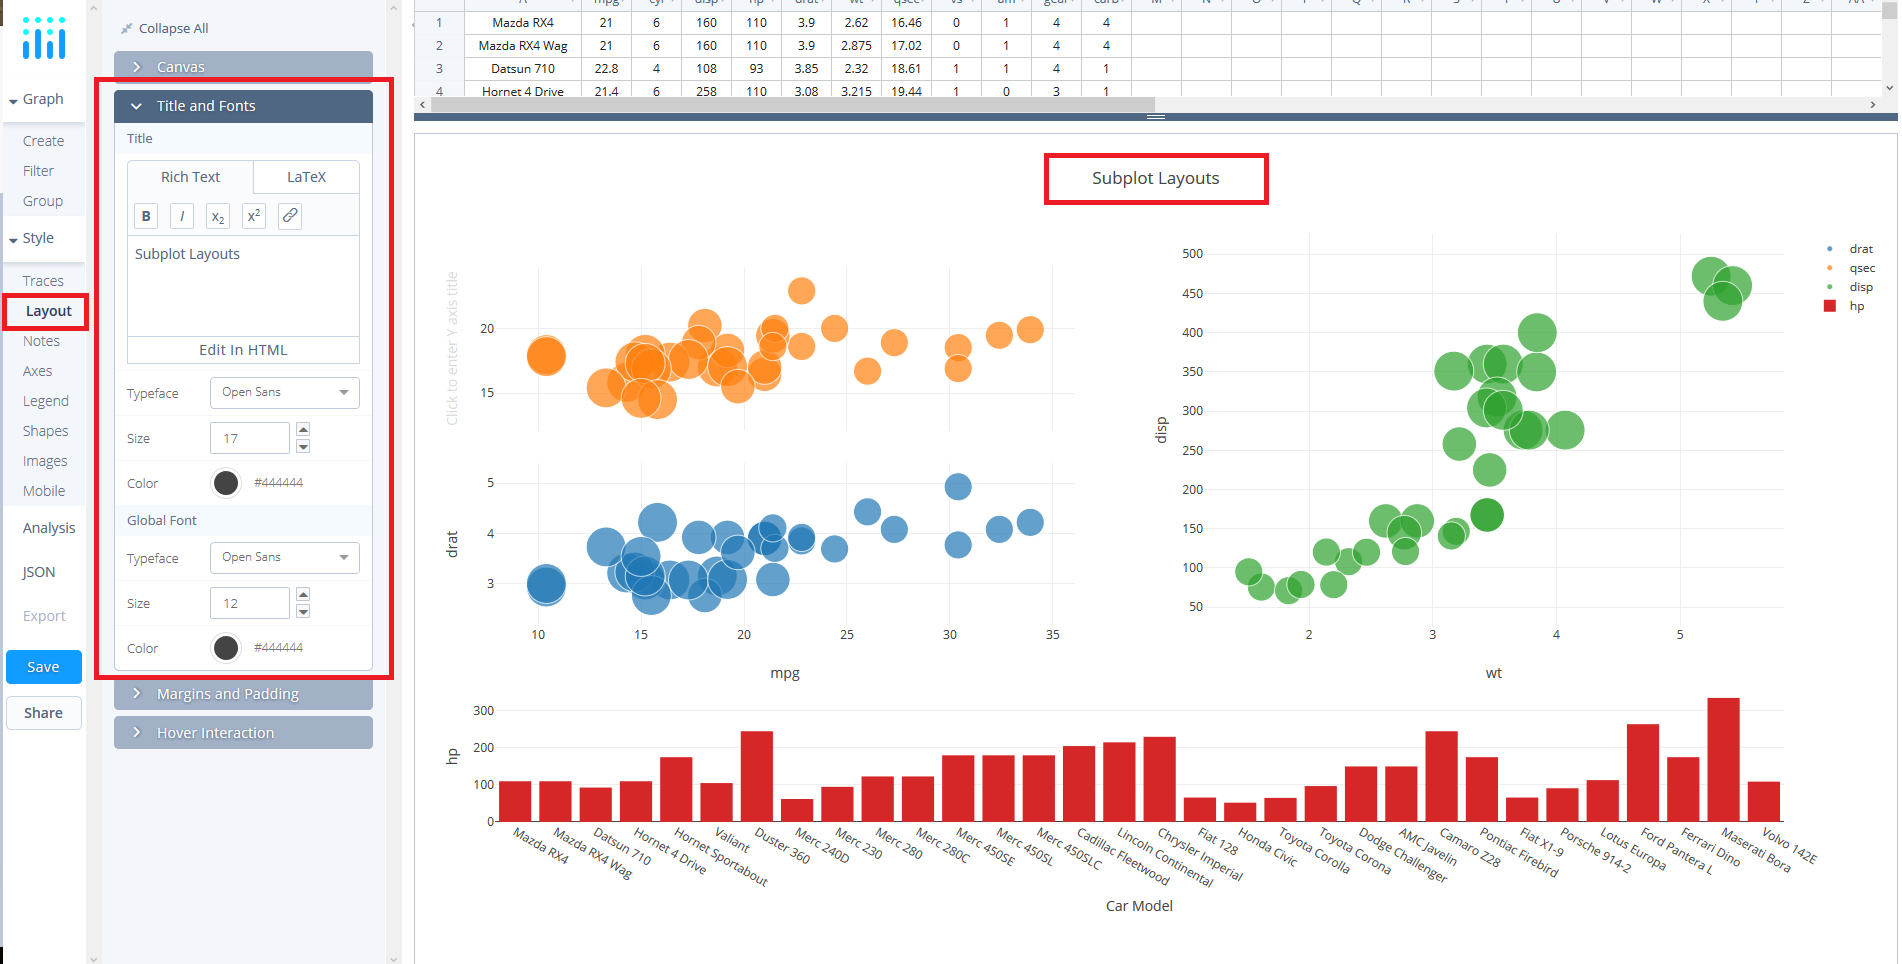 Collapse All
Canvas
Graph
Create
Filter
Group
Style
Traces
Layout
Notes
Axes
Legend
Shapes
Images
Mobile
Analysis
JSON
Export
Save
Share
Title and Fonts
Title
Rich Text LaTeX
B I x₂ x²
Subplot Layouts
Edit In HTML
Typeface Open Sans
Size 17
Color #444444
Global Font
Typeface Open Sans
Size 12
Color #444444
Margins and Padding
Hover Interaction
A mpg cyl disp hp drat wt qsec vs am gear carb M N O P Q R S T U V W X Y Z AA
1 Mazda RX4 21 6 160 110 3.9 2.62 16.46 0 1 4 4
2 Mazda RX4 Wag 21 6 160 110 3.9 2.875 17.02 0 1 4 4
3 Datsun 710 22.8 4 108 93 3.85 2.32 18.61 1 1 4 1
4 Hornet 4 Drive 21.4 6 258 110 3.08 3.215 19.44 1 0 3 1
Subplot Layouts
Click to enter Y axis title
20
15
drat
5
4
3
10 15 20 25 30 35
mpg
disp
500
450
400
350
300
250
200
150
100
50
2 3 4 5
wt
drat
qsec
disp
hp
hp
300
200
100
0
Mazda RX4
Mazda RX4 Wag
Datsun 710
Hornet 4 Drive
Hornet Sportabout
Valiant
Duster 360
Merc 240D
Merc 230
Merc 280
Merc 280C
Merc 450SE
Merc 450SL
Merc 450SLC
Cadillac Fleetwood
Lincoln Continental
Chrysler Imperial
Fiat 128
Honda Civic
Toyota Corolla
Toyota Corona
Dodge Challenger
AMC Javelin
Camaro Z28
Pontiac Firebird
Fiat X1-9
Porsche 914-2
Lotus Europa
Ford Pantera L
Ferrari Dino
Maserati Bora
Volvo 142E
Car Model